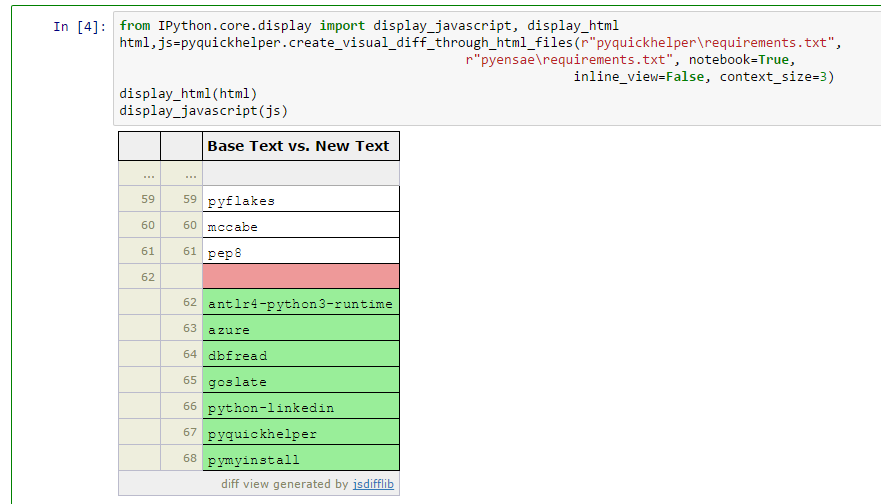 In [4]: from IPython.core.display import display_javascript, display_html
html,js=pyquickhelper.create_visual_diff_through_html_files(r"pyquickhelper\requirements.txt",
r"pyensae\requirements.txt", notebook=True,
inline_view=False, context_size=3)
display_html(html)
display_javascript(js)
Base Text vs. New Text
... ...
59 59 pyflakes
60 60 mccabe
61 61 pep8
62
62 antlr4-python3-runtime
63 azure
64 dbfread
65 goslate
66 python-linkedin
67 pyquickhelper
68 pymyinstall
diff view generated by jsdifflib